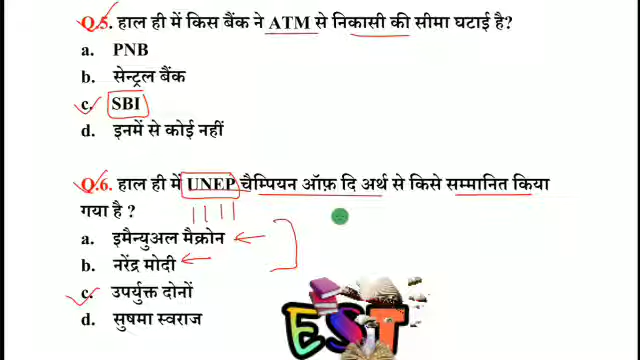 Q.5. हाल ही में किस बैंक ने ATM से निकासी की सीमा घटाई है?
a. PNB
b. सेन्ट्रल बैंक
c. SBI
d. इनमें से कोई नहीं
Q.6. हाल ही में UNEP चैम्पियन ऑफ़ दि अर्थ से किसे सम्मानित किया
गया है ?
a. इमैन्युअल मैक्रोन
b. नरेंद्र मोदी
c. उपर्युक्त दोनों
d. सुषमा स्वराज
EST